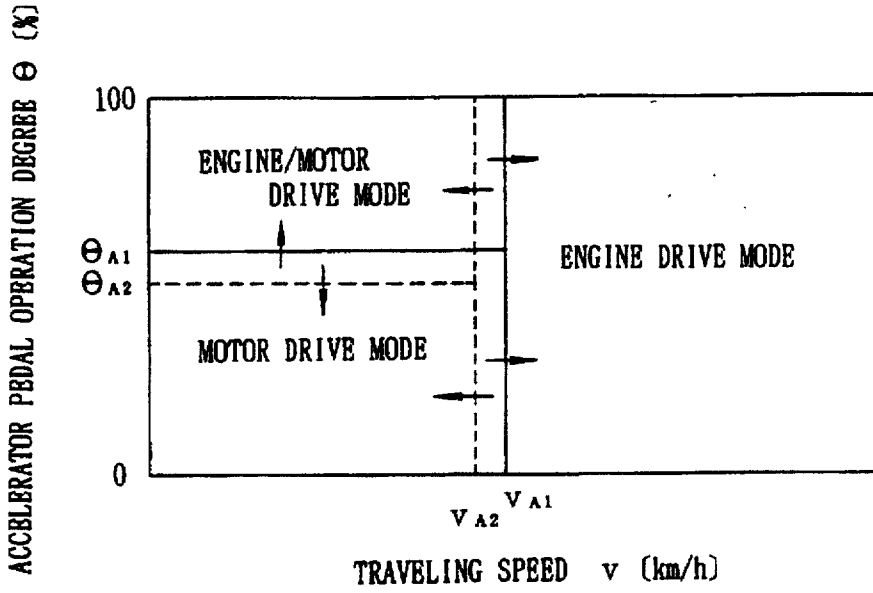 ACCELERATOR PEDAL OPERATION DEGREE Θ (%)
100
ENGINE/MOTOR
DRIVE MODE
ΘA1
ENGINE DRIVE MODE
ΘA2
MOTOR DRIVE MODE
0
VA2 VA1
TRAVELING SPEED v (km/h)